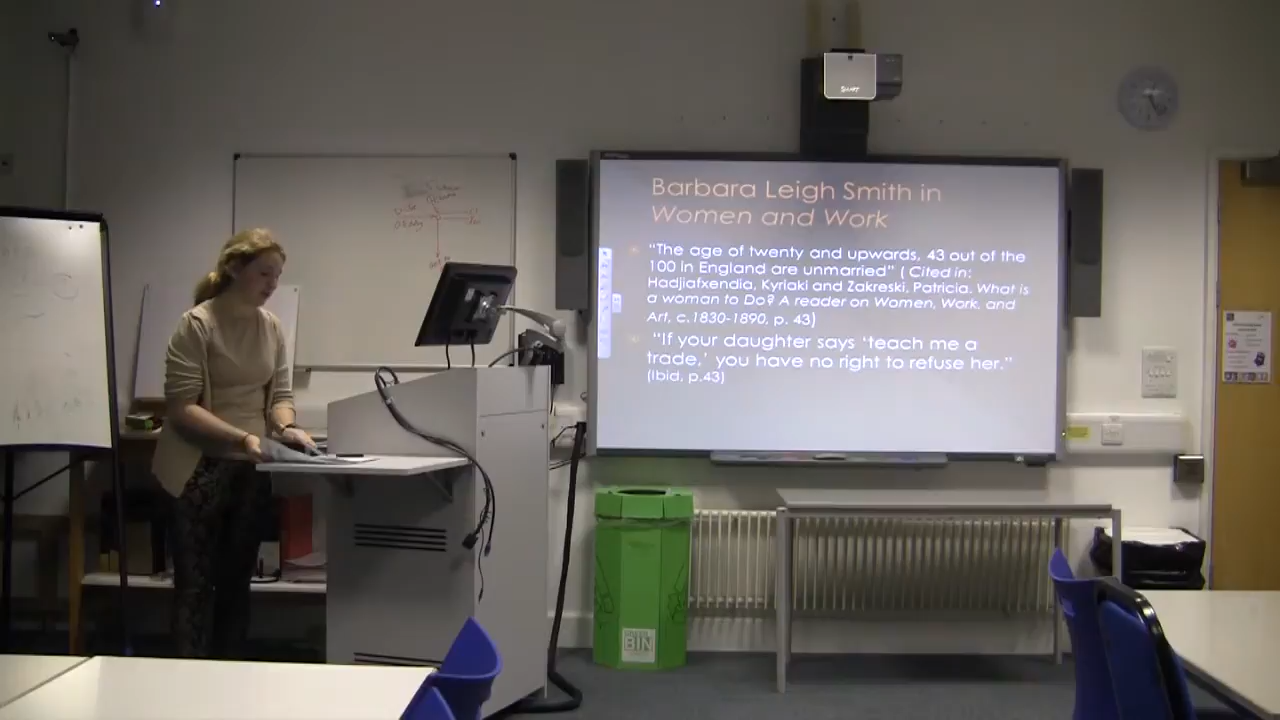 SMART
Barbara Leigh Smith in
Women and Work
“The age of twenty and upwards, 43 out of the
100 in England are unmarried” ( Cited in:
Hadjiafxendia, Kyriaki and Zakreski, Patricia. What is
a woman to Do? A reader on Women, Work, and
Art, c.1830-1890, p. 43)
“If your daughter says ‘teach me a
trade,’ you have no right to refuse her.”
(Ibid, p.43)
BIN